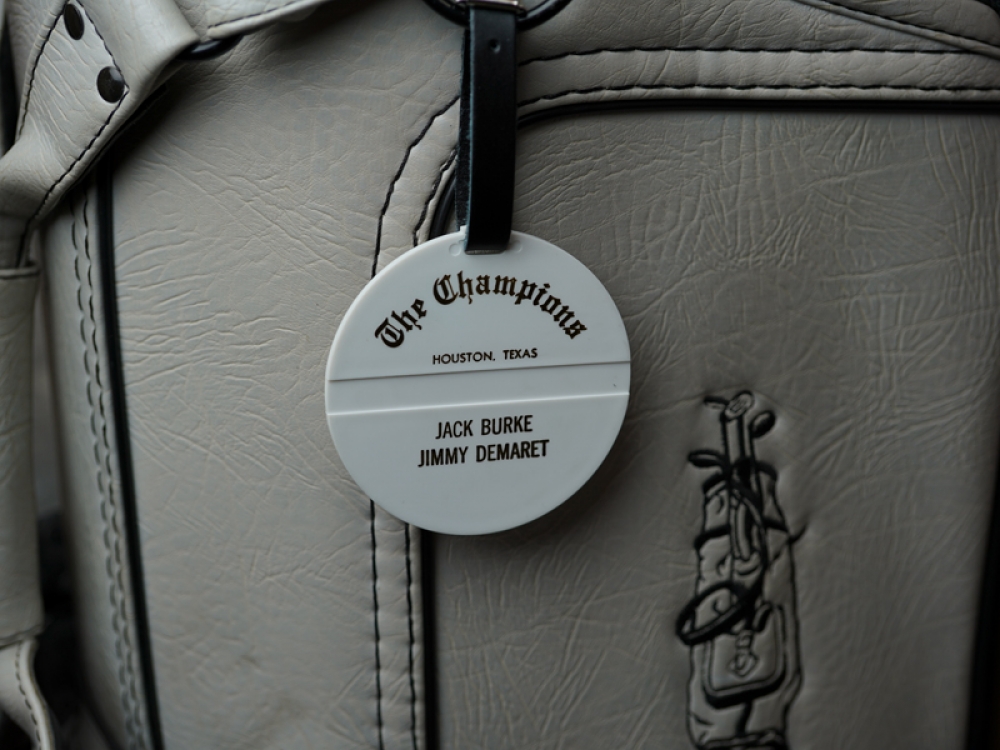 The Champions
HOUSTON, TEXAS
JACK BURKE
JIMMY DEMARET